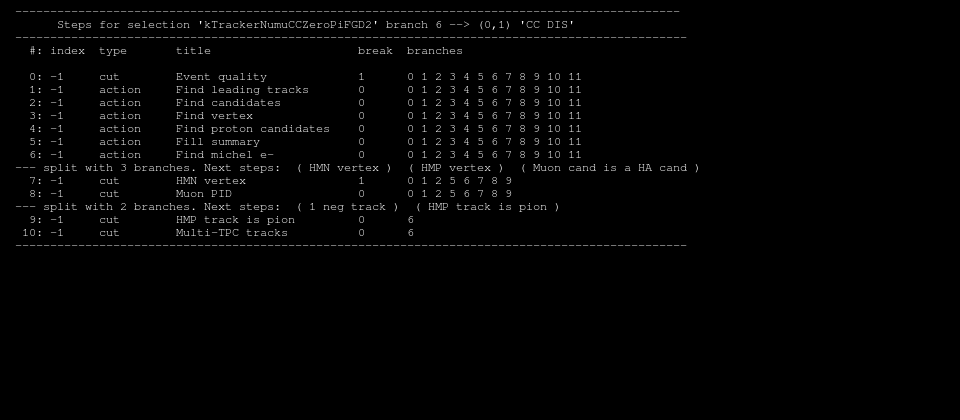 ------------------------------------------------------------------------------------------------
Steps for selection 'kTrackerNumuCCZeroPiFGD2' branch 6 --> (0,1) 'CC DIS'
------------------------------------------------------------------------------------------------
#: index type title break branches
0: -1 cut Event quality 1 0 1 2 3 4 5 6 7 8 9 10 11
1: -1 action Find leading tracks 0 0 1 2 3 4 5 6 7 8 9 10 11
2: -1 action Find candidates 0 0 1 2 3 4 5 6 7 8 9 10 11
3: -1 action Find vertex 0 0 1 2 3 4 5 6 7 8 9 10 11
4: -1 action Find proton candidates 0 0 1 2 3 4 5 6 7 8 9 10 11
5: -1 action Fill summary 0 0 1 2 3 4 5 6 7 8 9 10 11
6: -1 action Find michel e- 0 0 1 2 3 4 5 6 7 8 9 10 11
--- split with 3 branches. Next steps: ( HMN vertex ) ( HMP vertex ) ( Muon cand is a HA cand )
7: -1 cut HMN vertex 1 0 1 2 5 6 7 8 9
8: -1 cut Muon PID 0 0 1 2 5 6 7 8 9
--- split with 2 branches. Next steps: ( 1 neg track ) ( HMP track is pion )
9: -1 cut HMP track is pion 0 6
10: -1 cut Multi-TPC tracks 0 6
------------------------------------------------------------------------------------------------